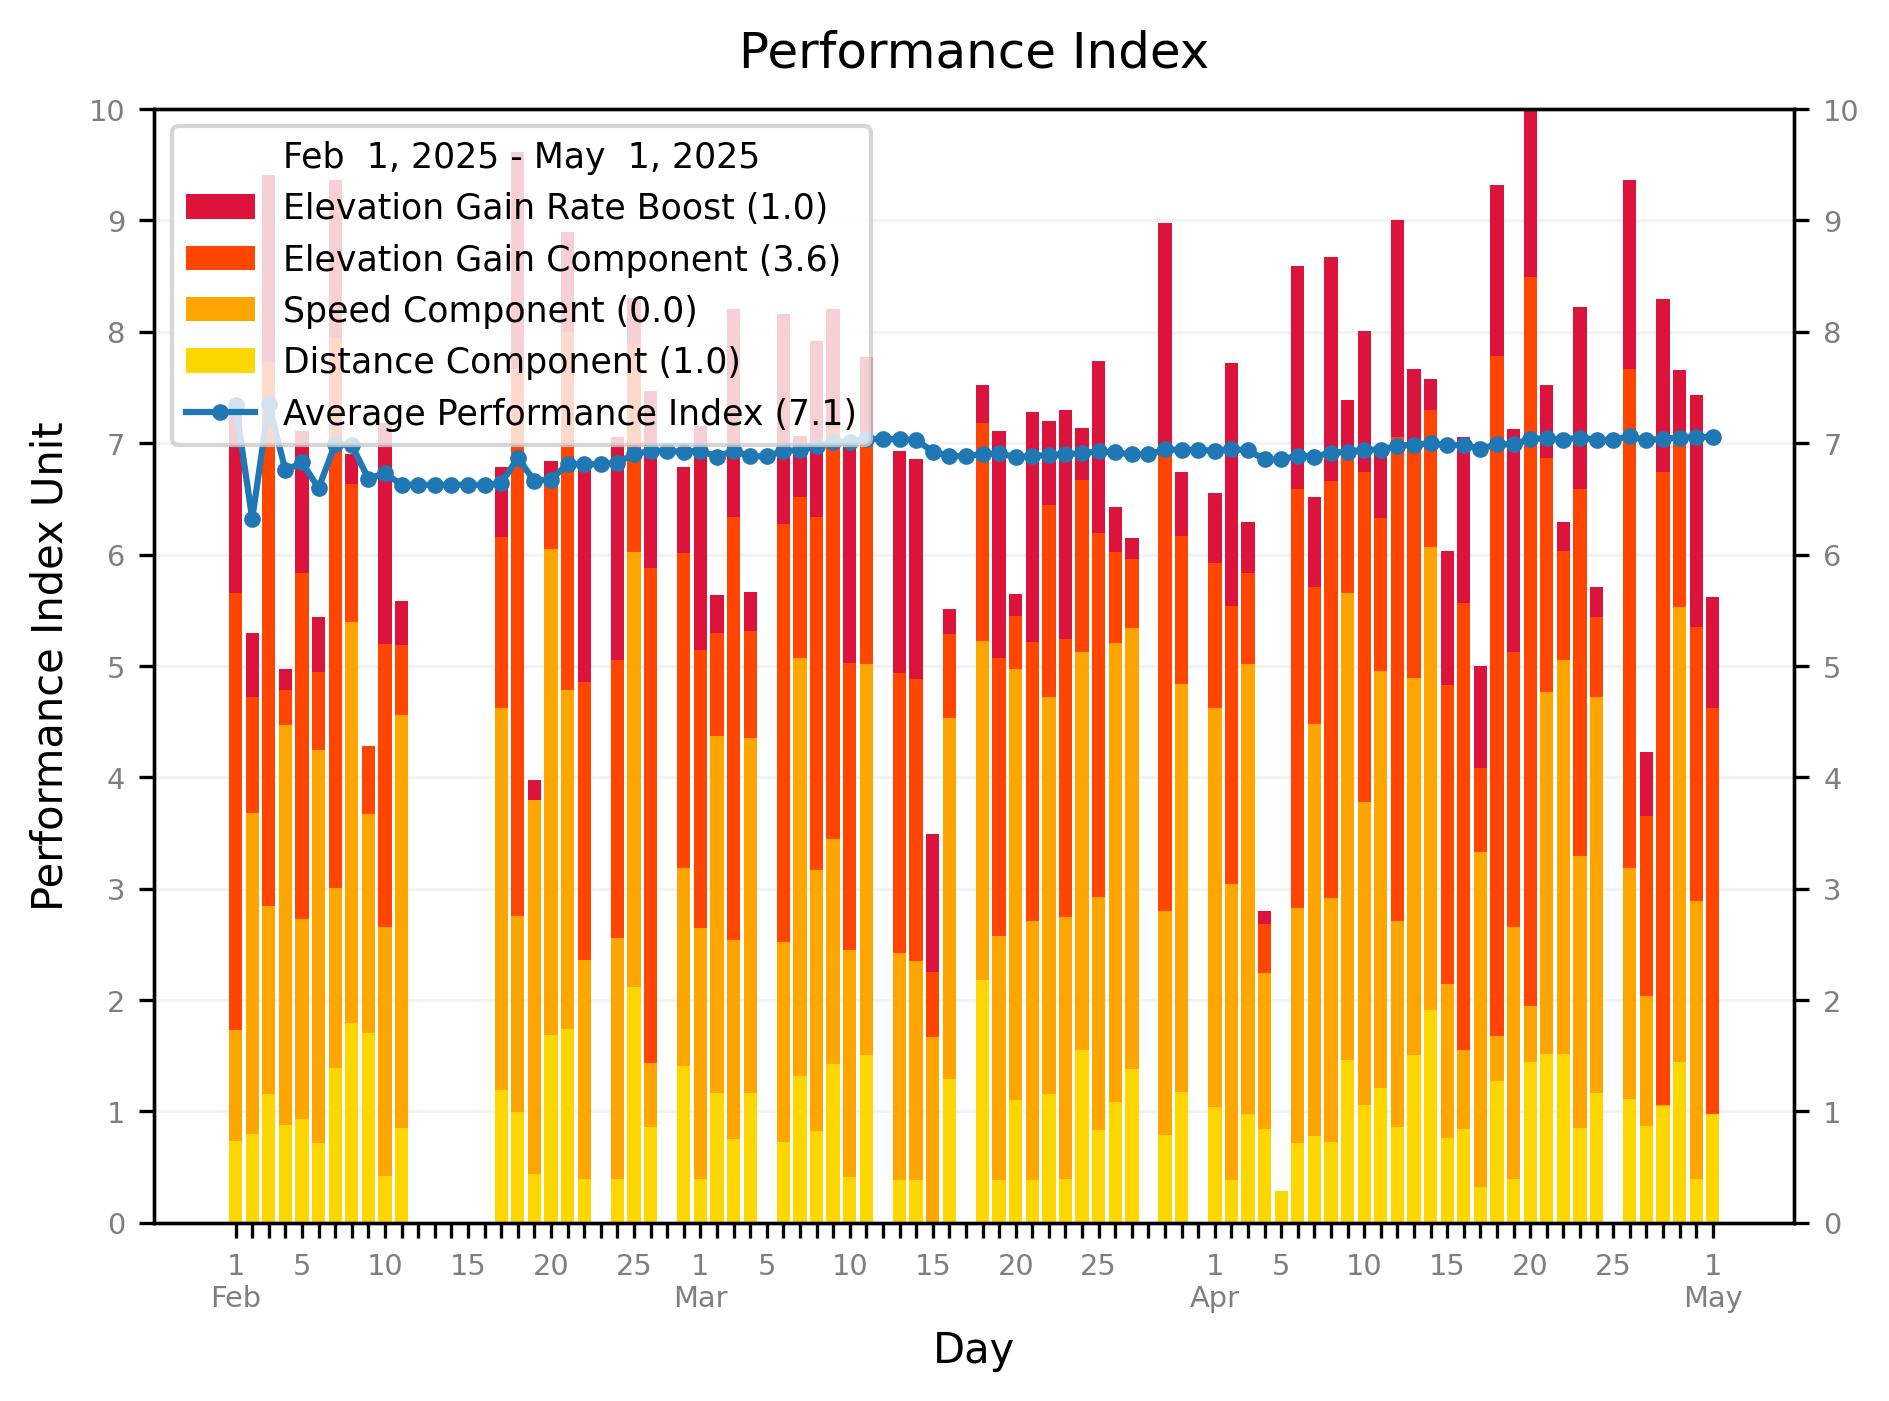 Performance Index
Feb  1, 2025 - May  1, 2025
Elevation Gain Rate Boost (1.0)
Elevation Gain Component (3.6)
Speed Component (0.0)
Distance Component (1.0)
Average Performance Index (7.1)
Performance Index Unit
10
9
8
7
6
5
4
3
2
1
0
10
9
8
7
6
5
4
3
2
1
0
1 5 10 15 20 25 1 5 10 15 20 25 1 5 10 15 20 25 1
Feb Mar Apr May
Day